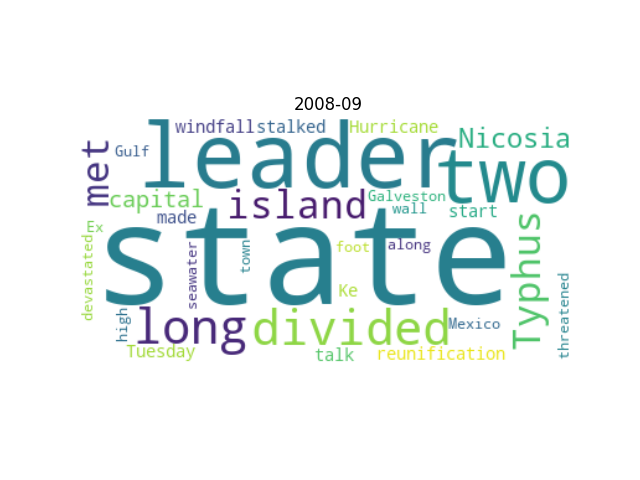 2008-09
windfall stalked Hurricane
leader
Gulf
met
Nicosia
two
capital
island
Galveston
wall
start
made
Ex
state
town
foot
along
seawater
devastated
Ke
Typhus
threatened
high
long
divided
Mexico
Tuesday
talk
reunification